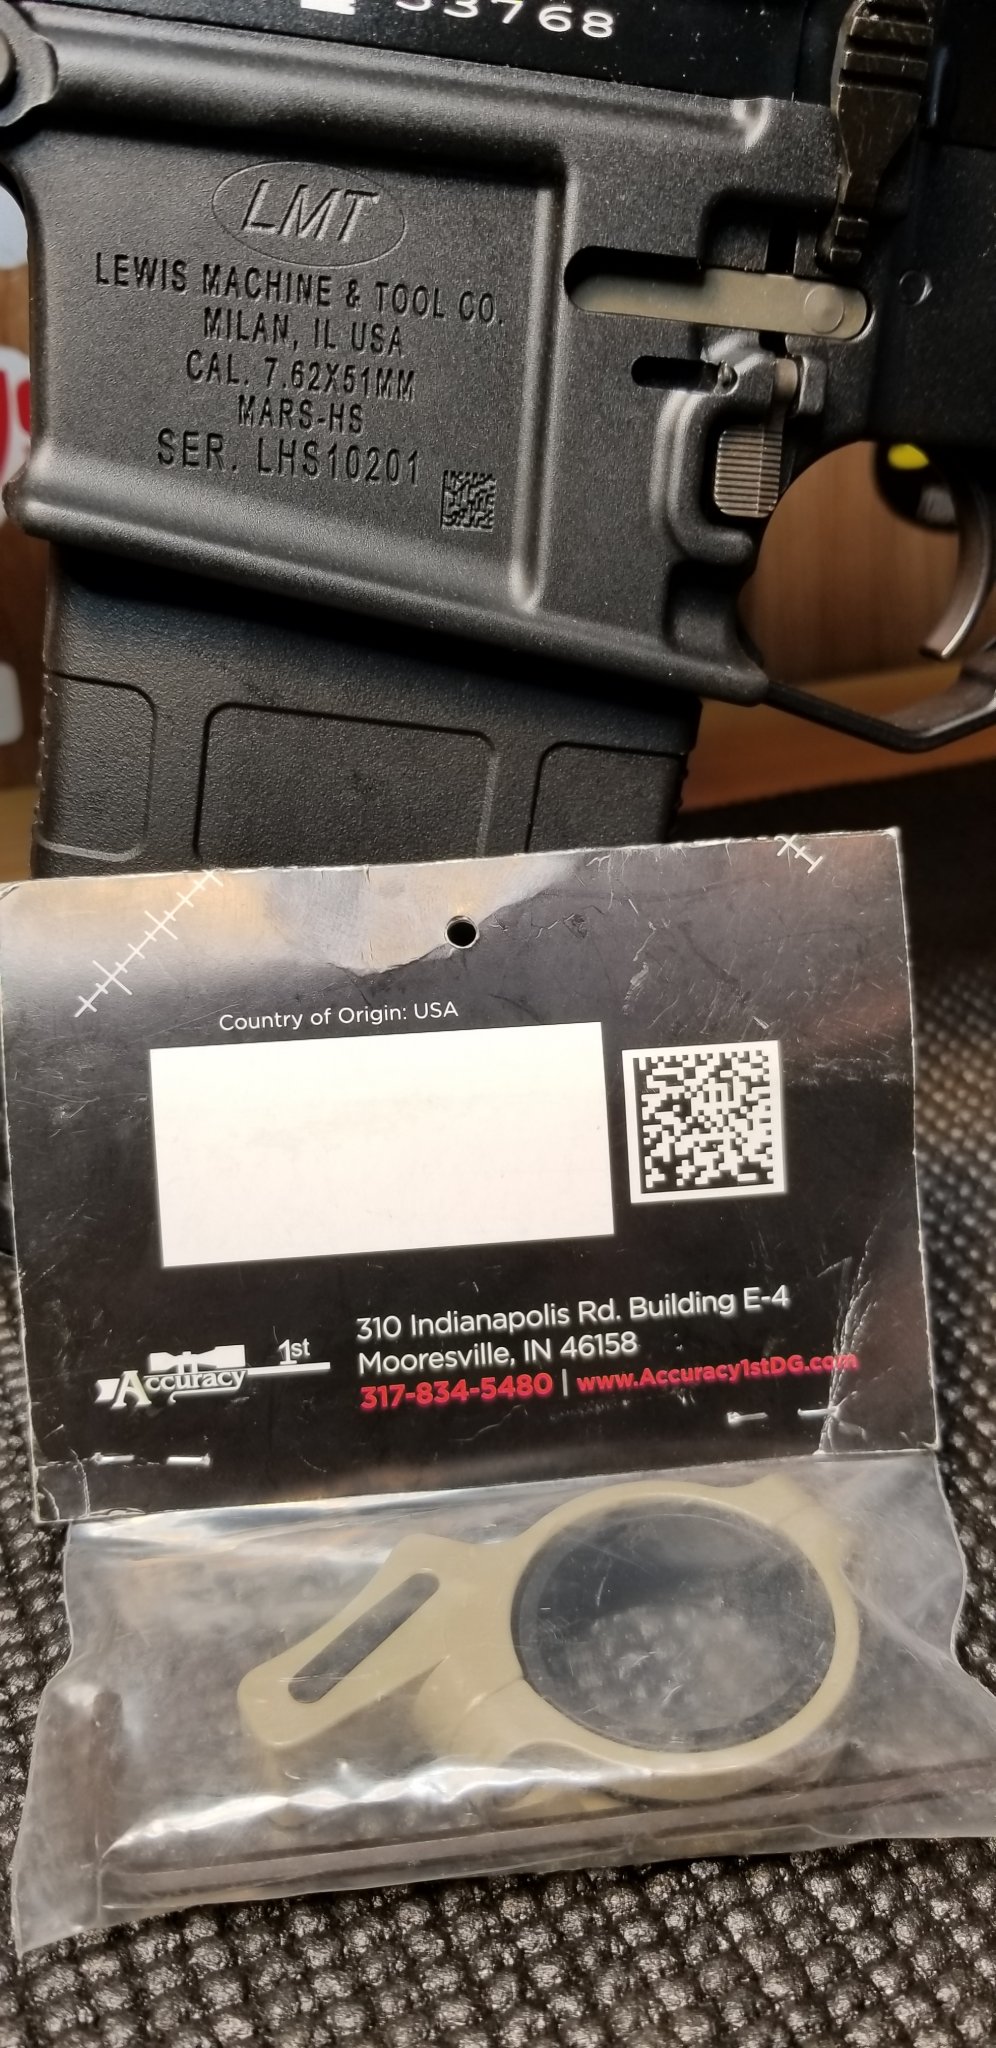 33768
LMT
LEWIS MACHINE & TOOL CO.
MILAN, IL USA
CAL. 7.62X51MM
MARS-HS
SER. LHS10201
Country of Origin: USA
310 Indianapolis Rd. Building E-4
Mooresville, IN 46158
317-834-5480 | www.Accuracy1stDG.com
Accuracy 1st